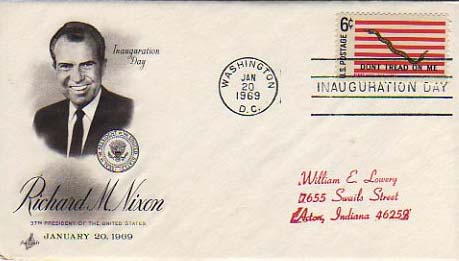 Inauguration
Day
WASHINGTON
JAN
20
1969
D.C.
6¢
U.S. POSTAGE
DONT TREAD ON ME
INAUGURATION DAY
Richard M Nixon
37TH PRESIDENT OF THE UNITED STATES
JANUARY 20, 1969
William E. Lowery
7655 Swails Street
Acton, Indiana 46258